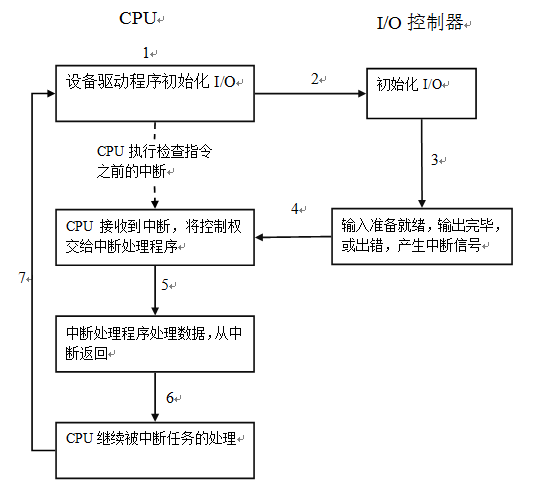 CPU
I/O 控制器
1
设备驱动程序初始化 I/O
2
初始化 I/O
CPU 执行检查指令
之前的中断
3
4
CPU 接收到中断，将控制权
交给中断处理程序
输入准备就绪，输出完毕，
或出错，产生中断信号
5
7
中断处理程序处理数据，从中
断返回
6
CPU 继续被中断任务的处理